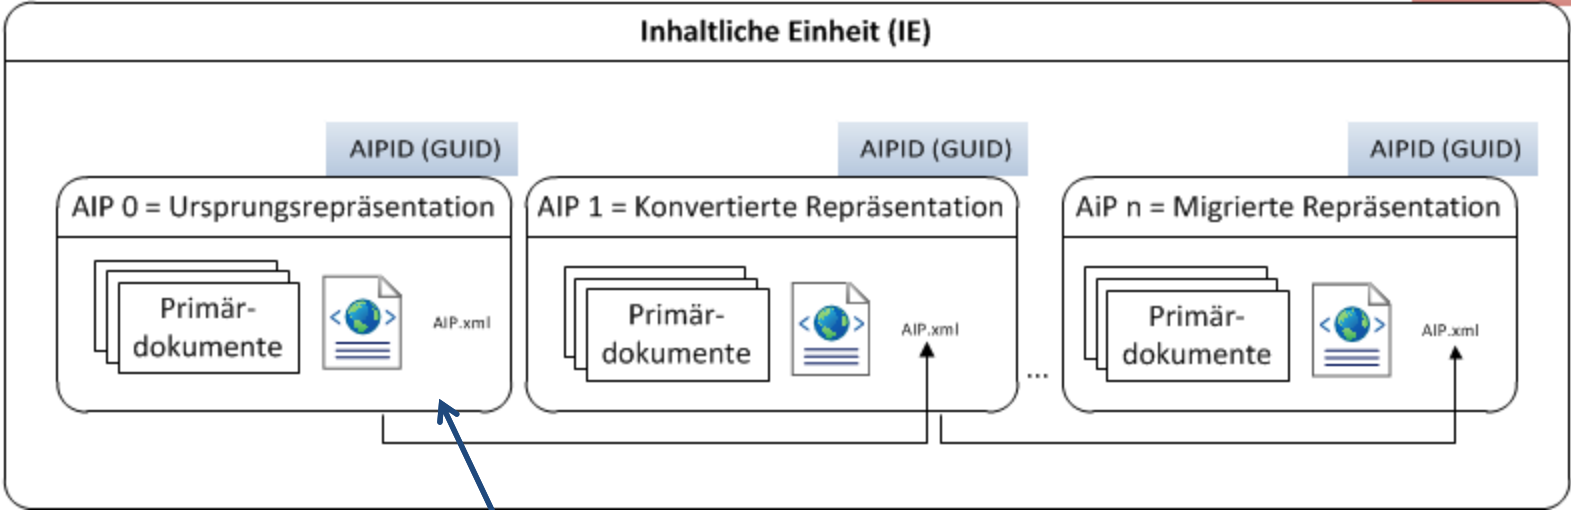 Inhaltliche Einheit (IE)
AIPID (GUID)
AIPID (GUID)
AIPID (GUID)
AIP 0 = Ursprungsrepräsentation
Primär-
dokumente
AIP.xml
AIP 1 = Konvertierte Repräsentation
Primär-
dokumente
AIP.xml
...
AiP n = Migrierte Repräsentation
Primär-
dokumente
AIP.xml